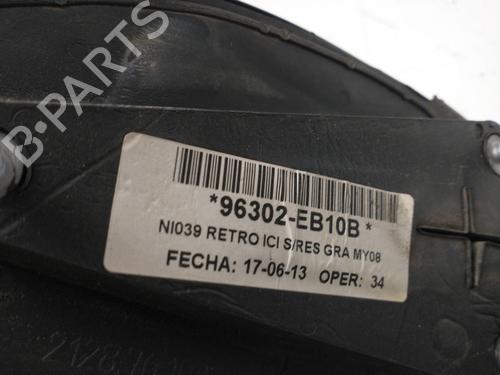 B-PARTS
*96302-EB10B*
NI039 RETRO ICI S/RES GRA MY08
FECHA: 17-06-13 OPER: 34